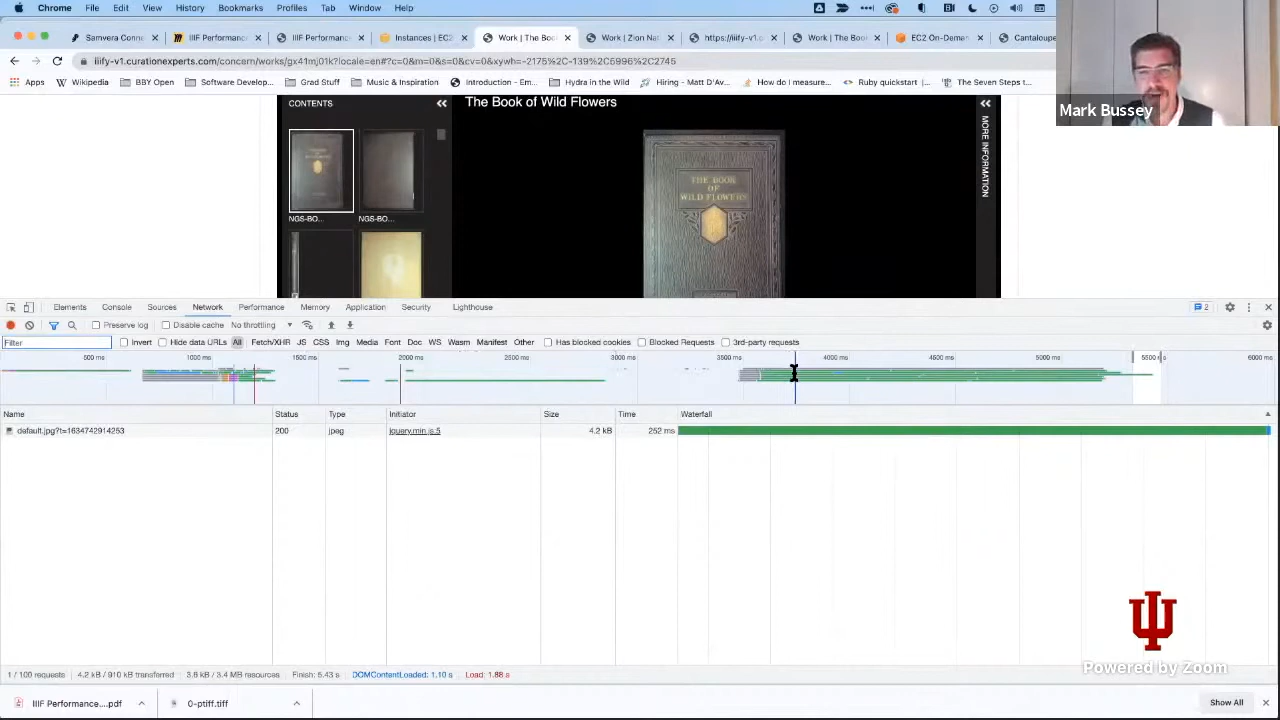 Chrome File Edit View History Bookmarks Profiles Tab Window Help
Samvera Conne × IIIF Performance × IIIF Performanc × Instances | EC2 × Work | The Boo × Work | Zion Nat × https://iiify-v1.c × Work | The Boo × EC2 On-Deman × Cantaloupe
iiify-v1.curationexperts.com/concern/works/gx41mj01k?locale=en#?c=0&m=0&s=0&cv=0&xywh=-2175%2C-139%2C6996%2C2745
Apps Wikipedia BBY Open Software Develop... Grad Stuff Music & Inspiration Introduction - Em... Hydra in the Wild Hiring - Matt D'Av... How do I measure... Ruby quickstart |... The Seven Steps t...
Mark Bussey
CONTENTS
The Book of Wild Flowers
MORE INFORMATION
THE BOOK
OF
WILD FLOWERS
NGS-BO... NGS-BO...
Elements Console Sources Network Performance Memory Application Security Lighthouse 2
Preserve log Disable cache No throttling
Filter Invert Hide data URLs All Fetch/XHR JS CSS Img Media Font Doc WS Wasm Manifest Other Has blocked cookies Blocked Requests 3rd-party requests
500 ms 1000 ms 1500 ms 2000 ms 2500 ms 3000 ms 3500 ms 4000 ms 4500 ms 5000 ms 5500 6000 ms
Name Status Type Initiator Size Time Waterfall
default.jpg?t=1634742914253 200 jpeg jquery.min.js:5 4.2 kB 252 ms
1 / 100 requests 4.2 kB / 910 kB transferred 3.6 kB / 3.4 MB resources Finish: 5.43 s DOMContentLoaded: 1.10 s Load: 1.88 s
Powered by Zoom
IIIF Performance....pdf 0-ptiff.tiff Show All